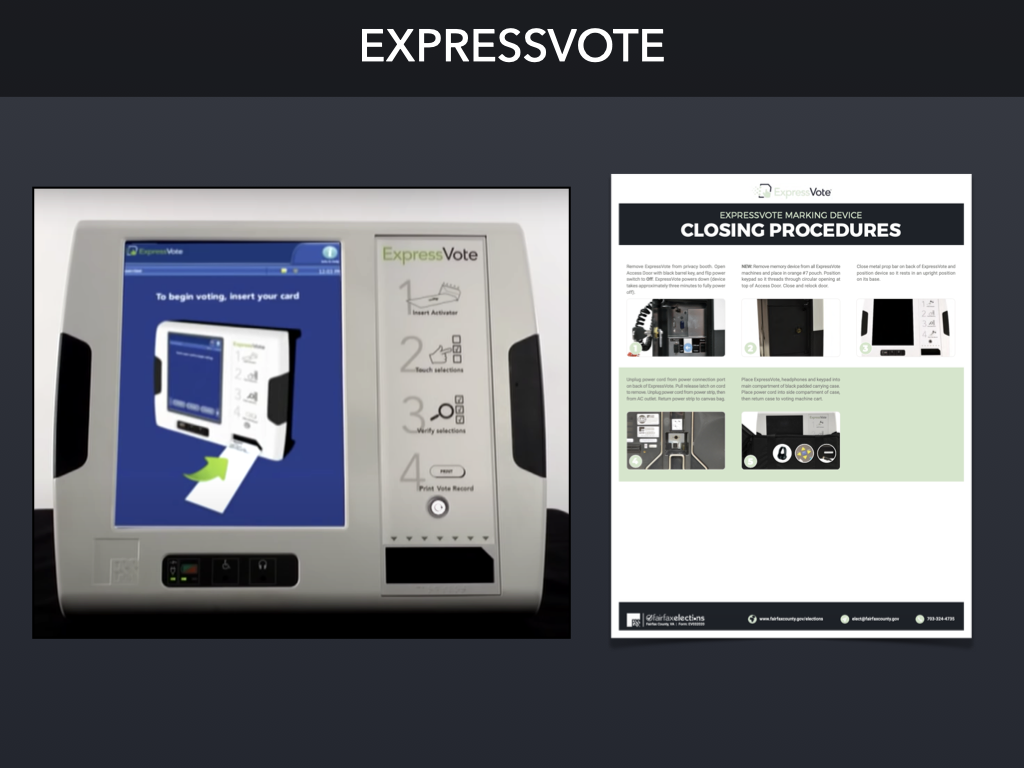 EXPRESSVOTE
ExpressVote
To begin voting, insert your card
ExpressVote
1
Insert Activator
2
Touch selections
3
Verify selections
4
PRINT
Print Vote Record
ExpressVote
EXPRESSVOTE MARKING DEVICE
CLOSING PROCEDURES
Remove ExpressVote from privacy booth. Open
Access Door with black barrel key, and flip power
switch to Off. ExpressVote powers down (device
takes approximately three minutes to fully power
off).
NEW: Remove memory device from all ExpressVote
machines and place in orange #7 pouch. Position
keypad so it threads through circular opening at
top of Access Door. Close and relock door.
Close metal prop bar on back of ExpressVote and
position device so it rests in an upright position
on its base.
1
2
3
Unplug power cord from power connection port
on back of ExpressVote. Pull release latch on cord
to remove. Unplug power cord from power strip, then
from AC outlet. Return power strip to canvas bag.
Place ExpressVote, headphones and keypad into
main compartment of black padded carrying case.
Place power cord into side compartment of case,
then return case to voting machine cart.
4
5
fairfaxelections
www.fairfaxcounty.gov/elections
elect@fairfaxcounty.gov
703-324-4735